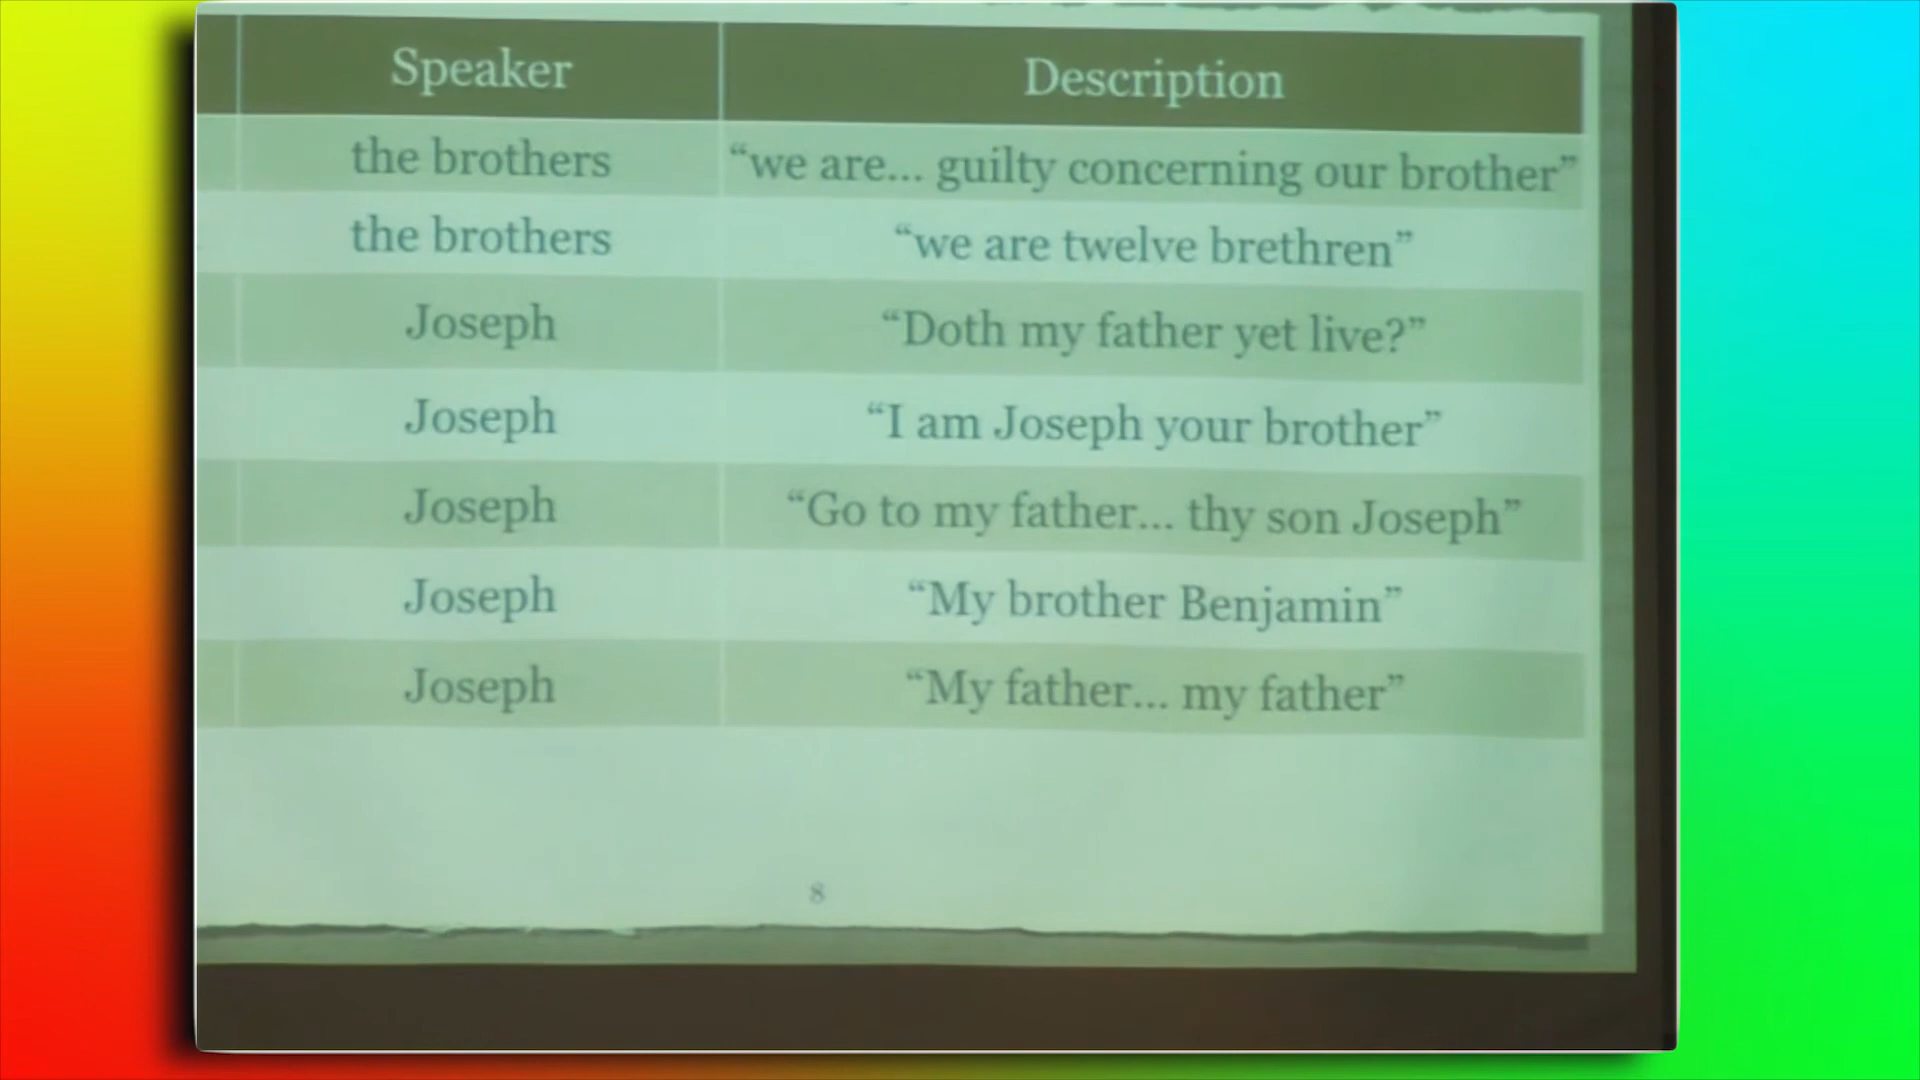 Speaker Description
the brothers “we are... guilty concerning our brother”
the brothers “we are twelve brethren”
Joseph “Doth my father yet live?”
Joseph “I am Joseph your brother”
Joseph “Go to my father... thy son Joseph”
Joseph “My brother Benjamin”
Joseph “My father... my father”
8